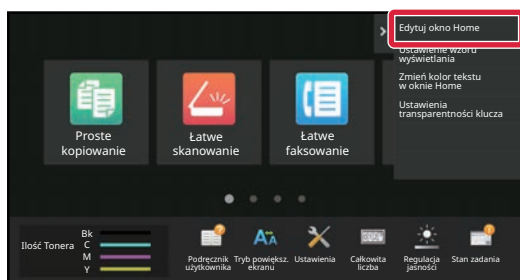 Edytuj okno Home
Ustawienie wzoru
wyświetlania
Zmień kolor tekstu
w oknie Home
Ustawienia
transparentności klucza
Proste
kopiowanie
Łatwe
skanowanie
Łatwe
faksowanie
Ilość Tonera
Bk
C
M
Y
Podręcznik
użytkownika
Tryb powiększ.
ekranu
Ustawienia
Całkowita
liczba
Regulacja
jasności
Stan zadania